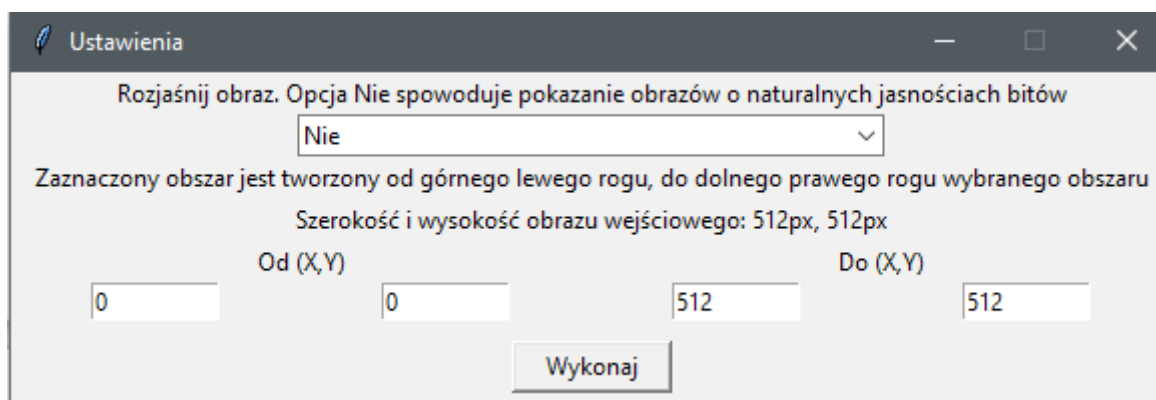 Ustawienia
Rozjaśnij obraz. Opcja Nie spowoduje pokazanie obrazów o naturalnych jasnościach bitów
Nie
Zaznaczony obszar jest tworzony od górnego lewego rogu, do dolnego prawego rogu wybranego obszaru
Szerokość i wysokość obrazu wejściowego: 512px, 512px
Od (X,Y) Do (X,Y)
0 0 512 512
Wykonaj